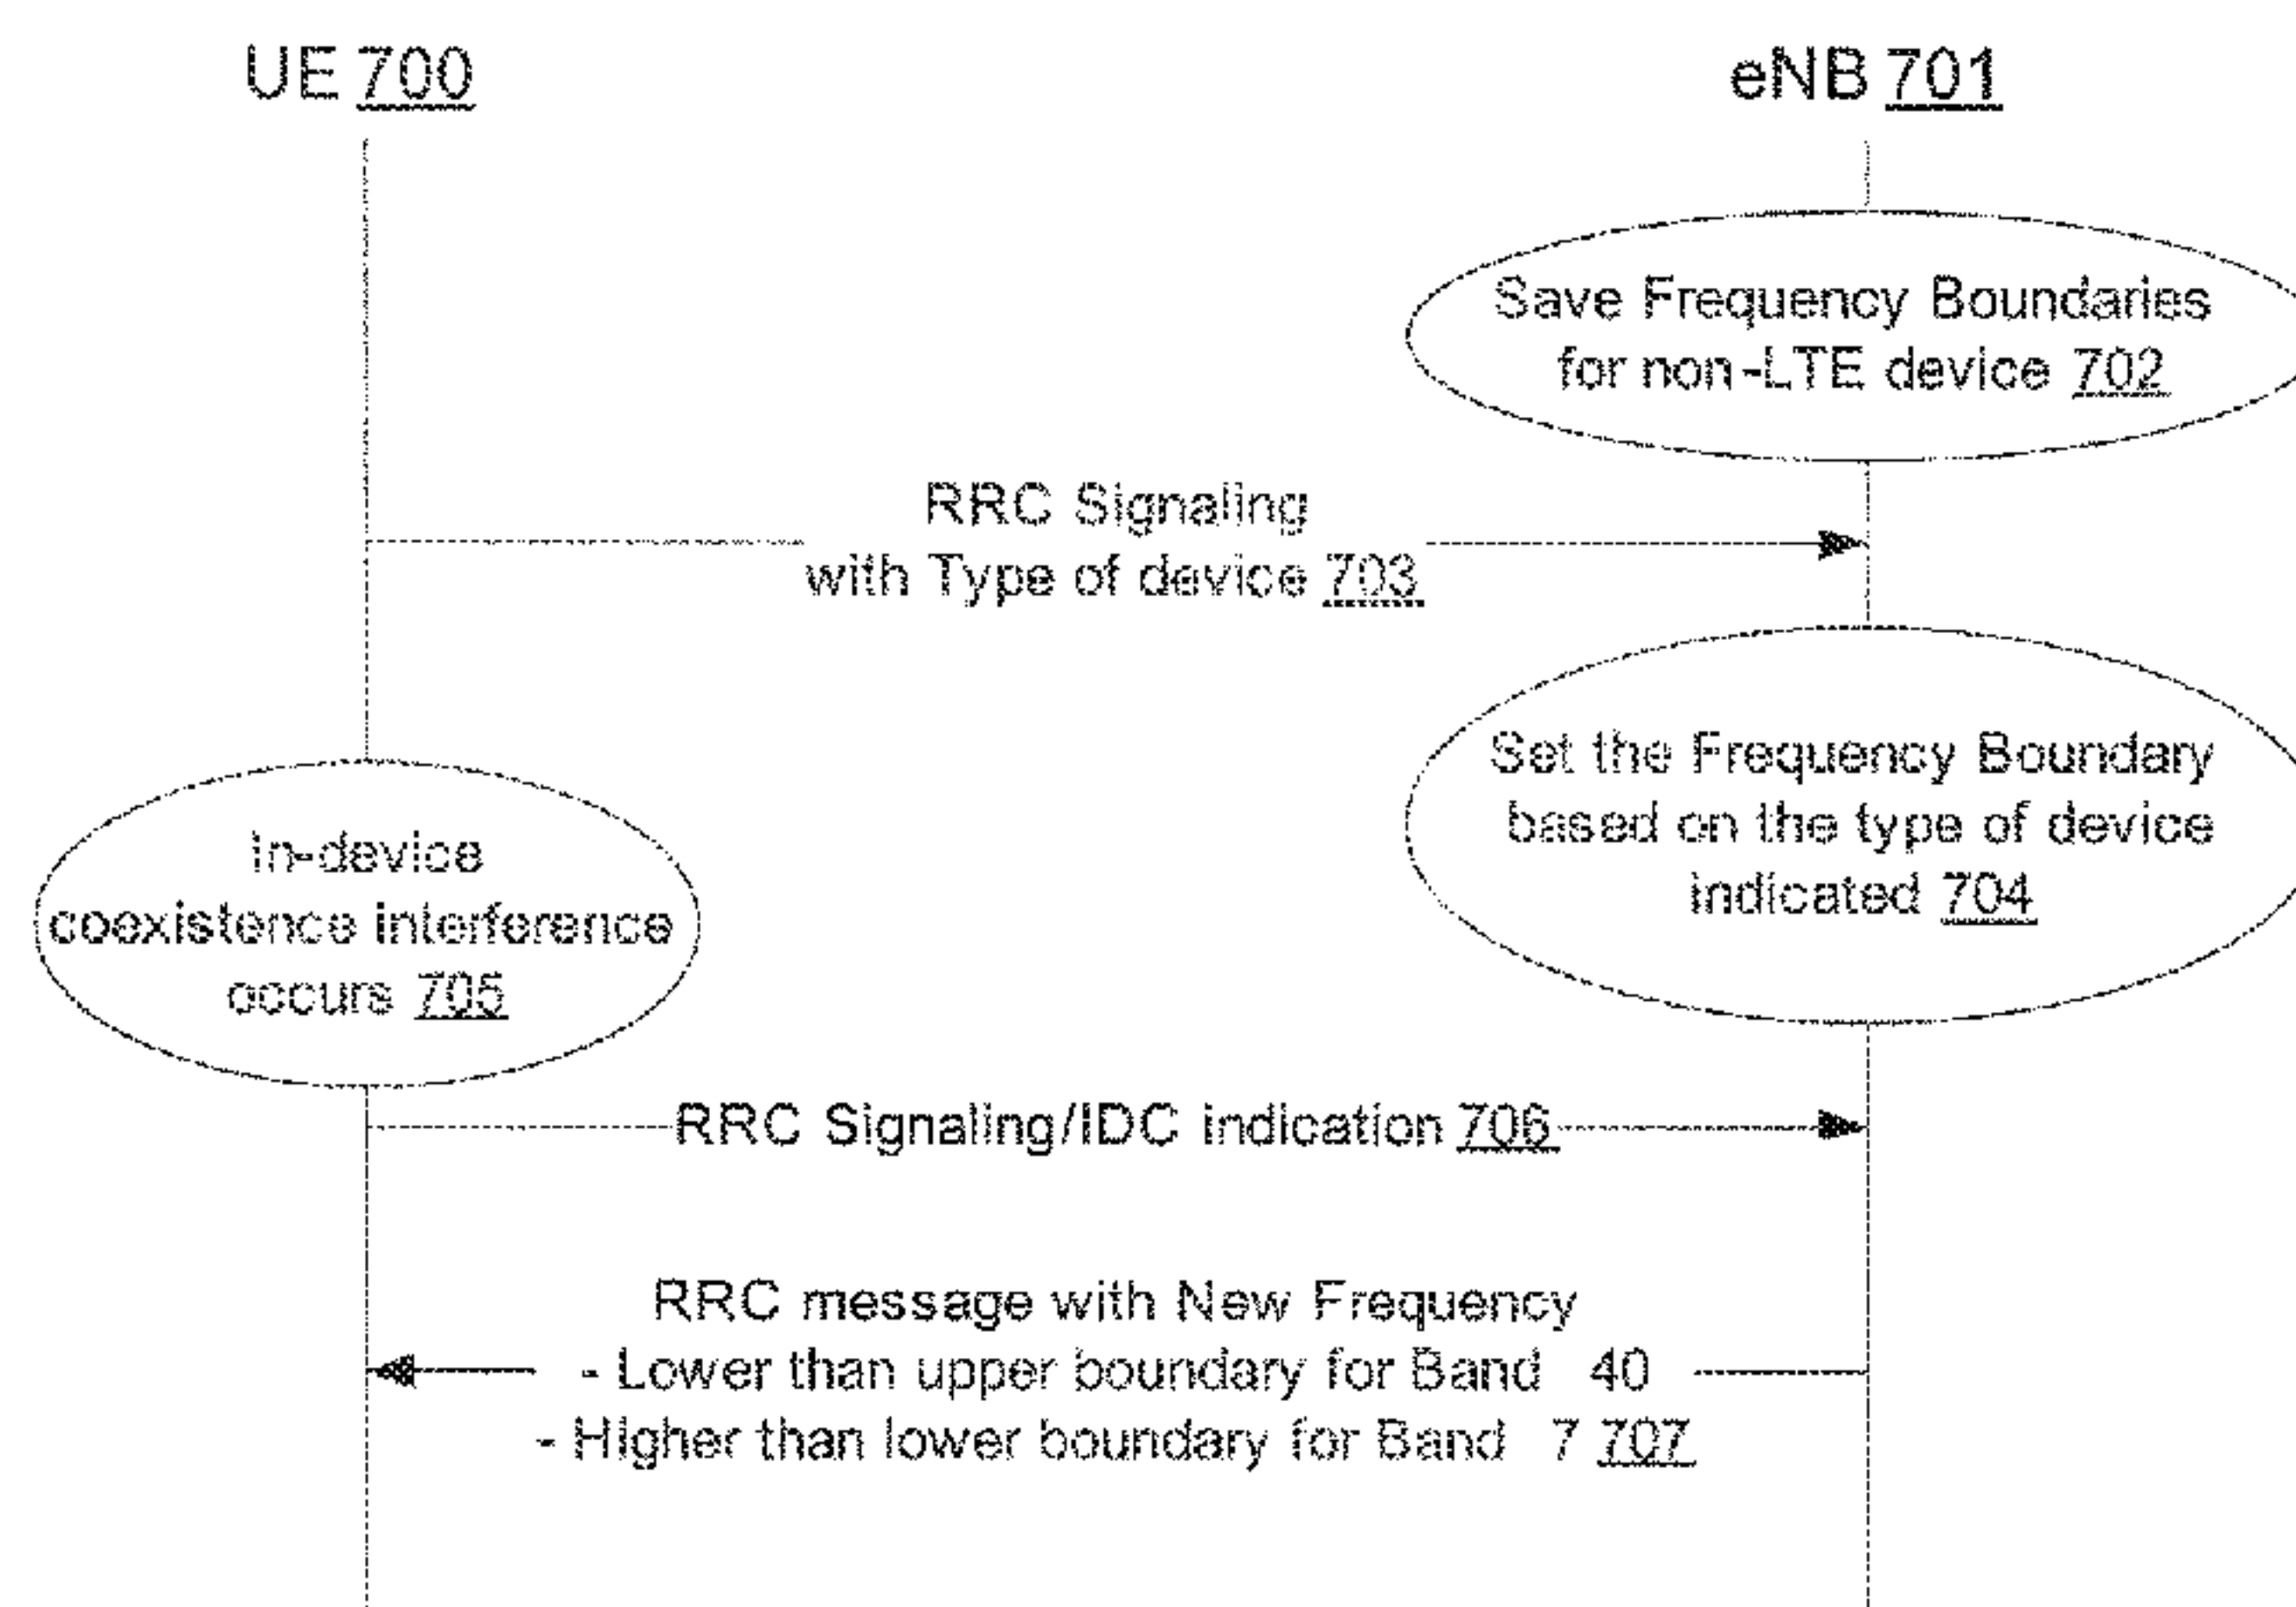 UE 700
eNB 701
Save Frequency Boundaries
for non-LTE device 702
RRC Signaling
with Type of device 703
Set the Frequency Boundary
based on the type of device
indicated 704
In-device
coexistence interference
occurs 705
RRC Signaling/IDC indication 706
RRC message with New Frequency
- Lower than upper boundary for Band 40
- Higher than lower boundary for Band 7 707